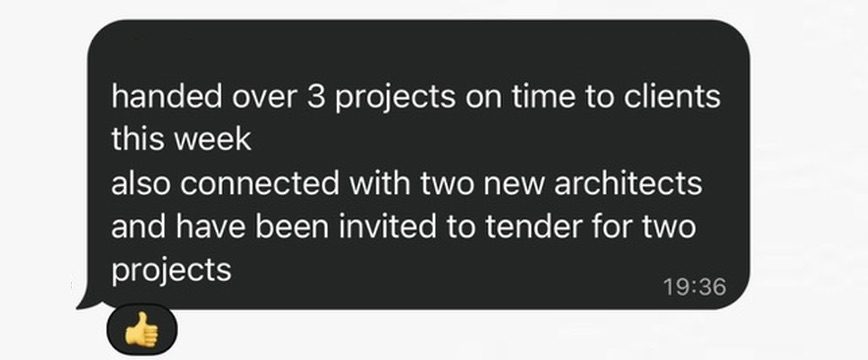 handed over 3 projects on time to clients
this week
also connected with two new architects
and have been invited to tender for two
projects
19:36